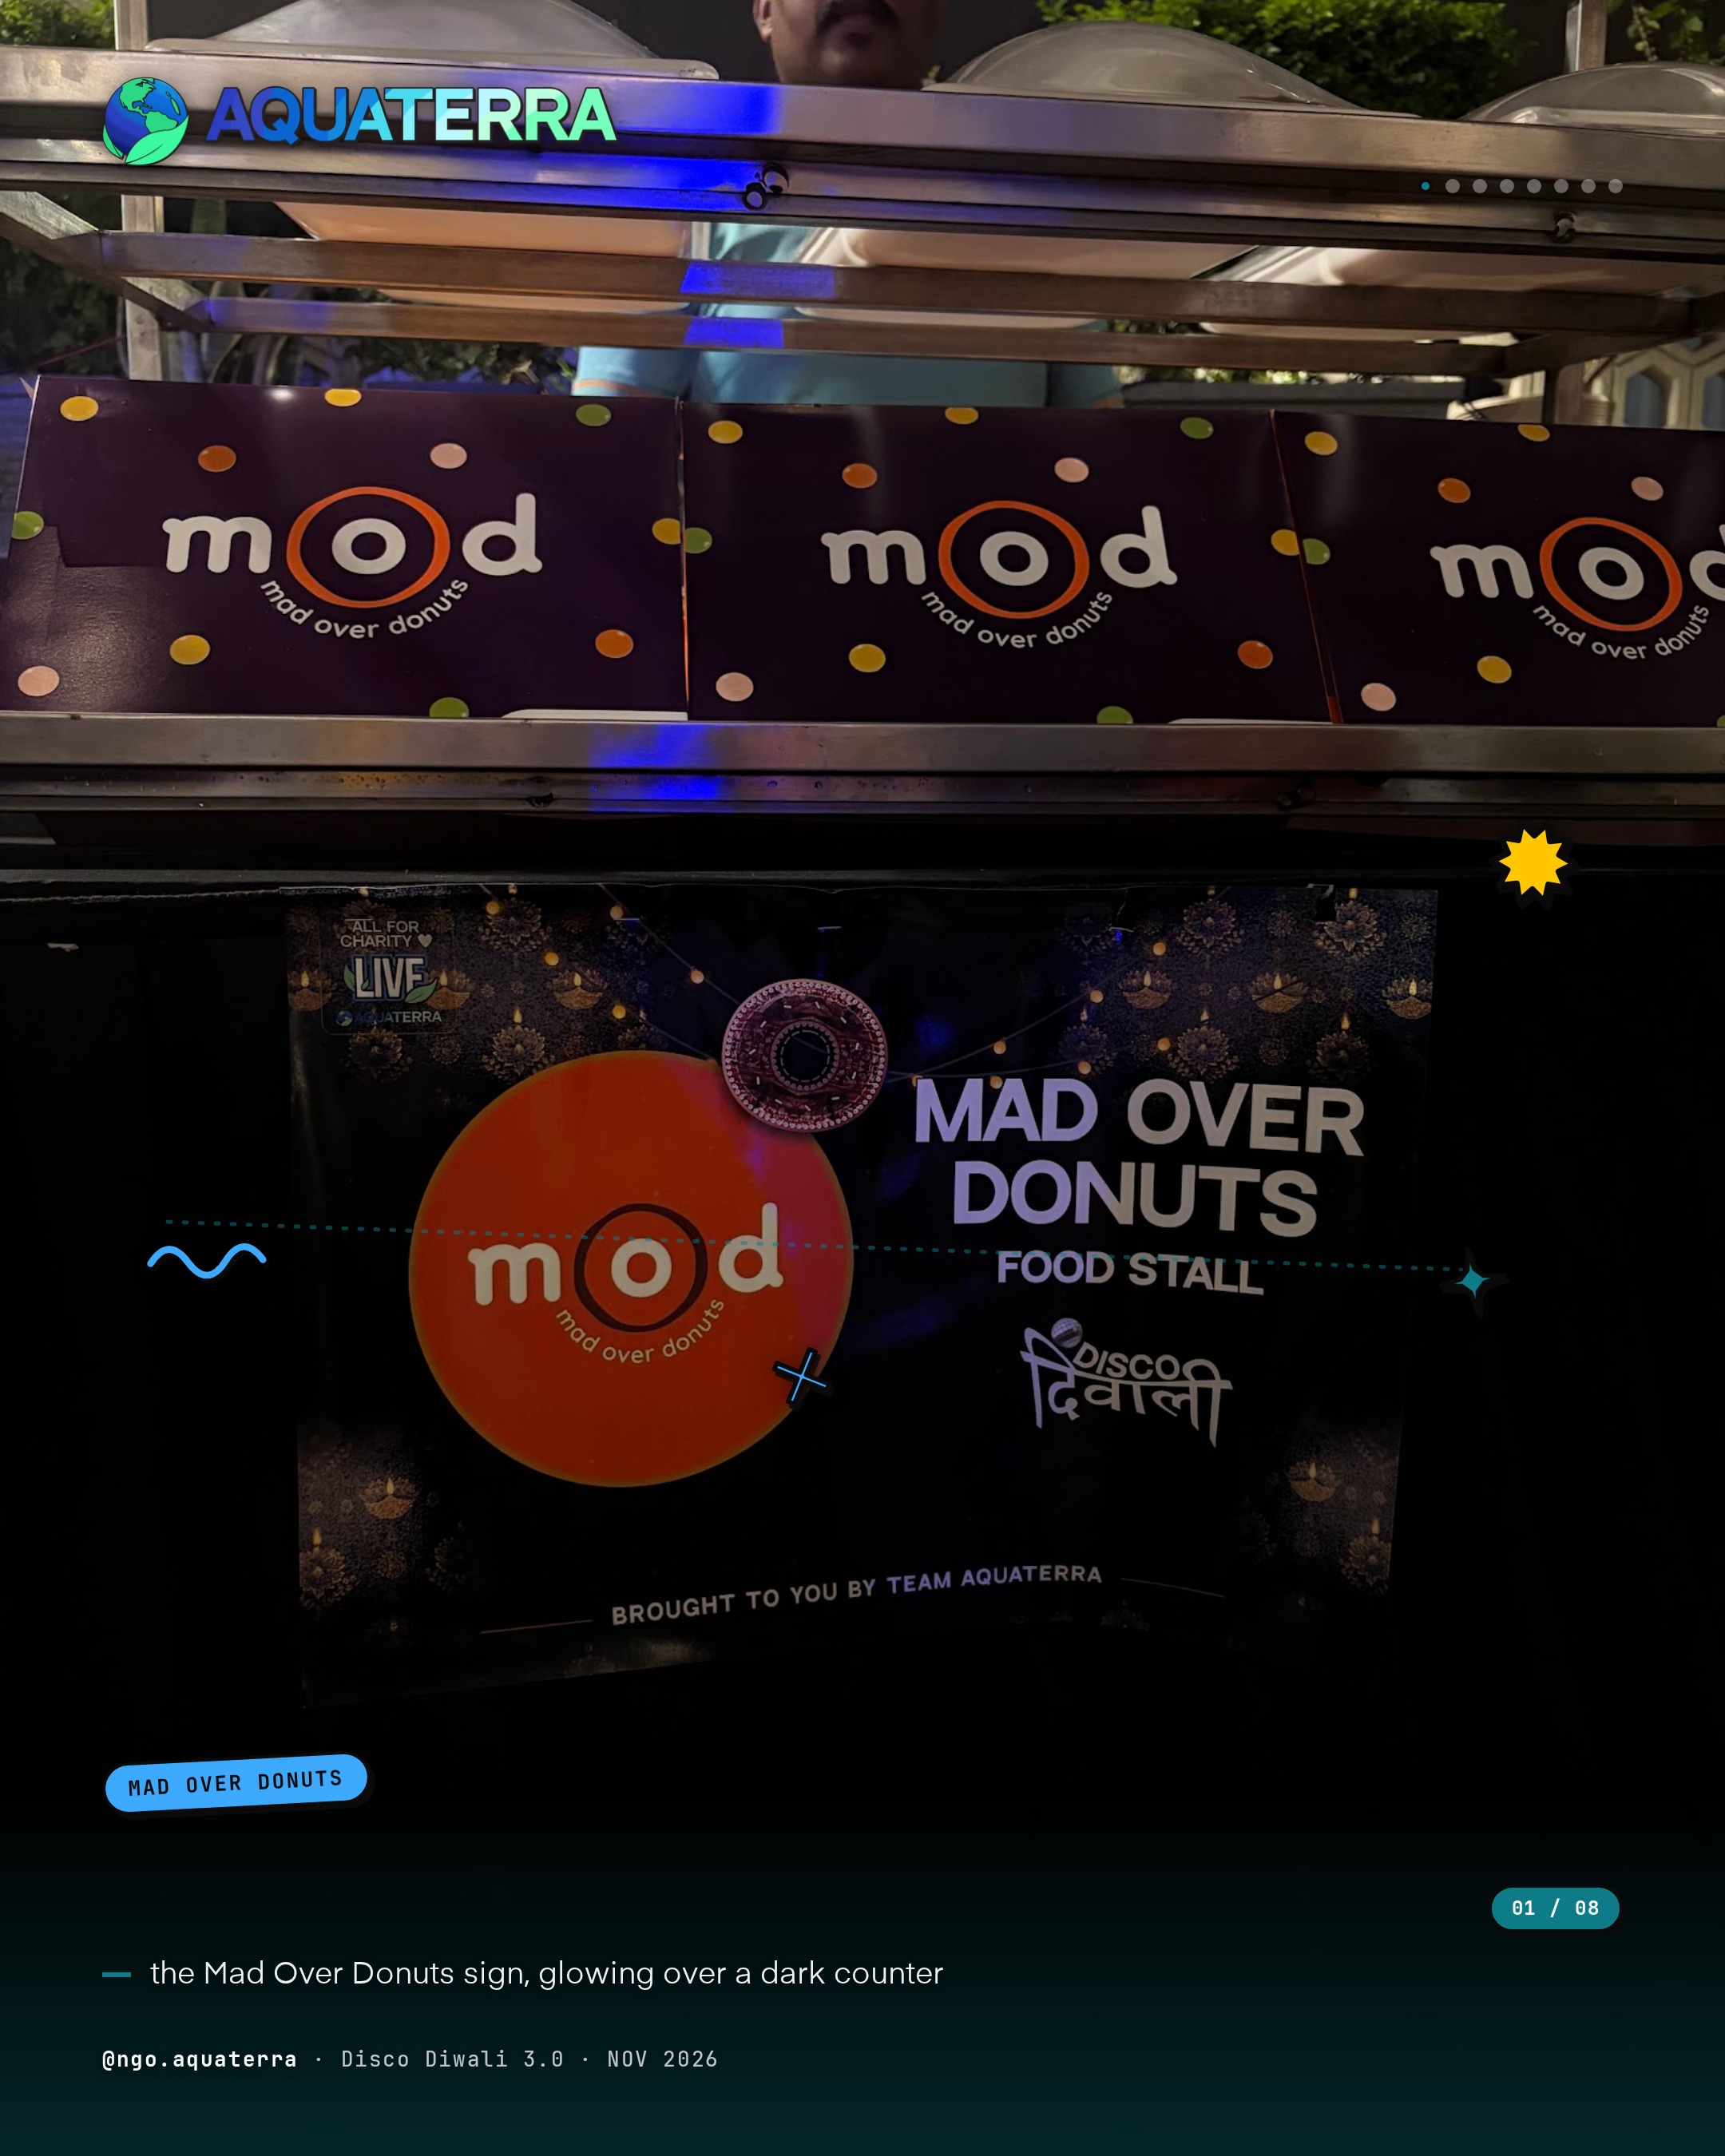 AQUATERRA
mod
mad over donuts
mod
mad over donuts
mod
mad over donuts
ALL FOR
CHARITY
LIVE
AQUATERRA
MAD OVER
DONUTS
FOOD STALL
mod
mad over donuts
DISCO
दिवाली
BROUGHT TO YOU BY TEAM AQUATERRA
MAD OVER DONUTS
01 / 08
the Mad Over Donuts sign, glowing over a dark counter
@ngo.aquaterra · Disco Diwali 3.0 · NOV 2026